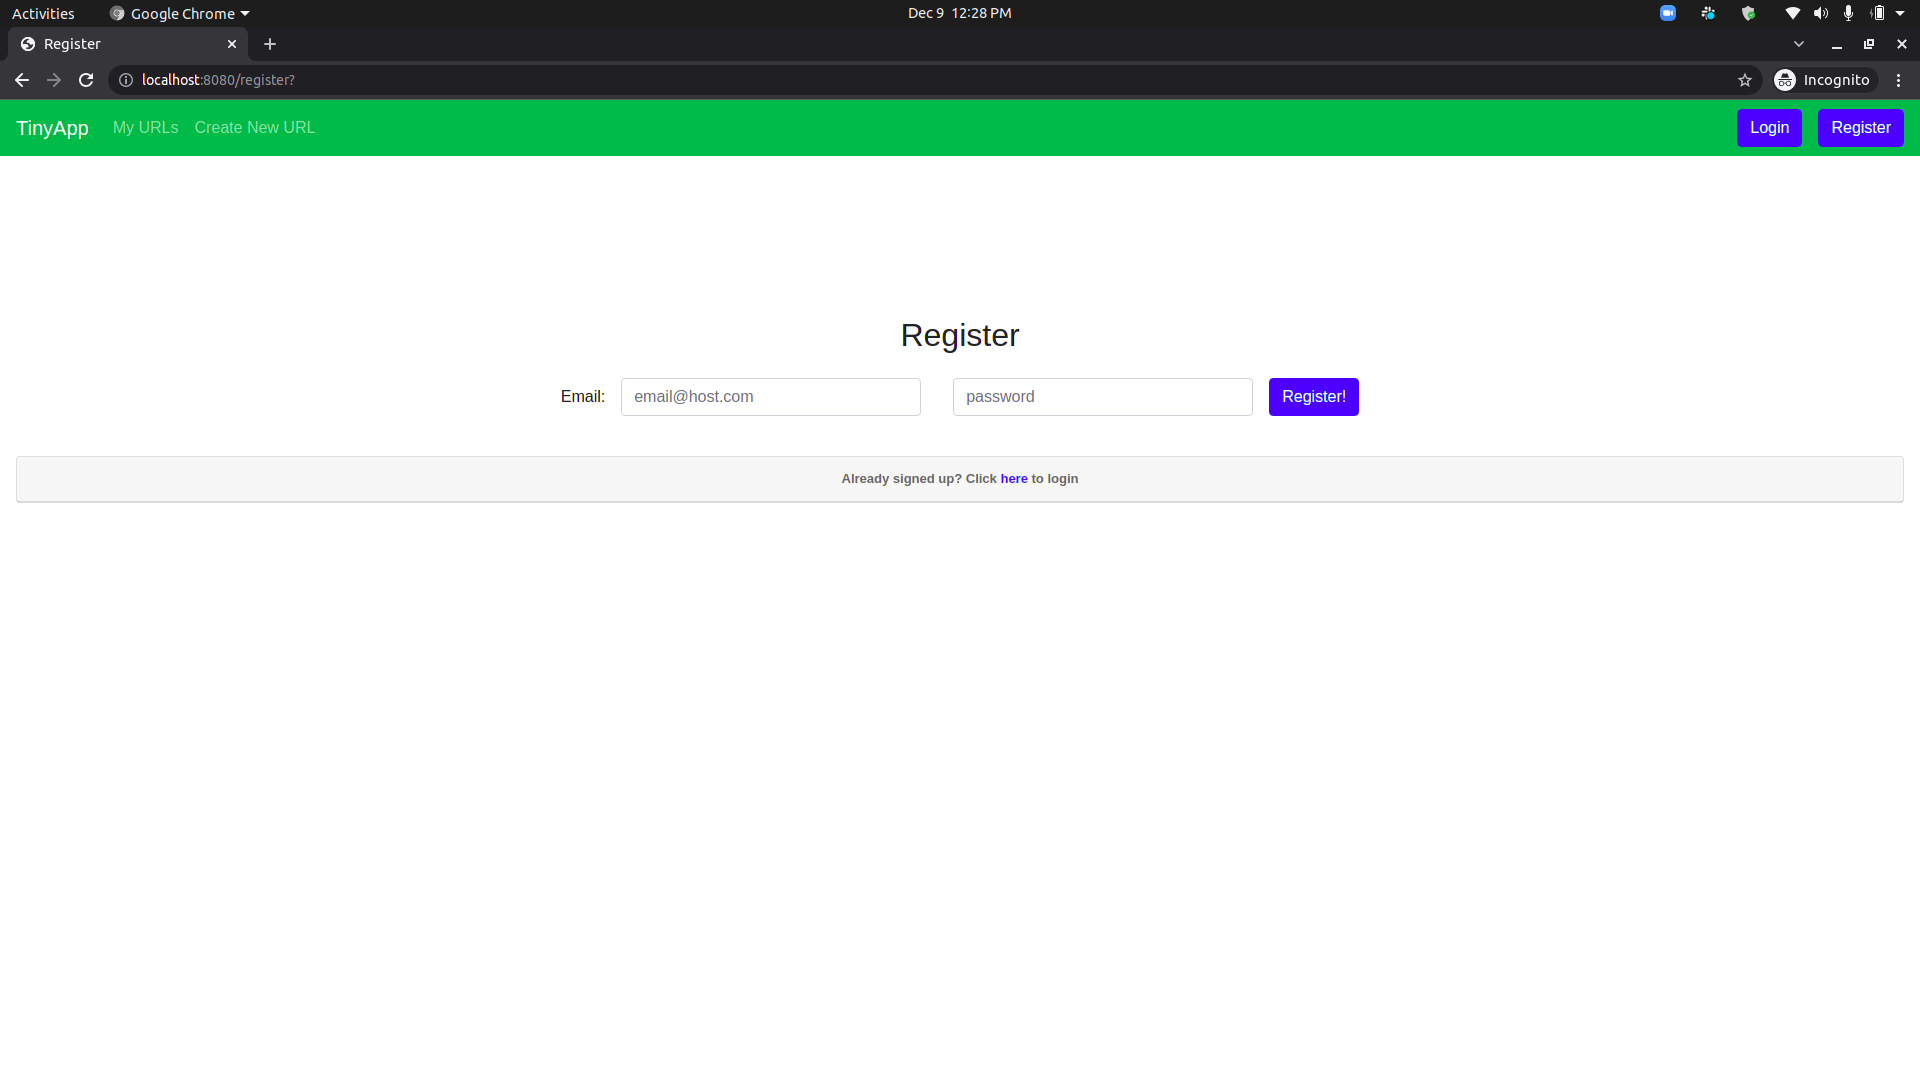 Activities Google Chrome Dec 9 12:28 PM
Register
localhost:8080/register? Incognito
TinyApp My URLs Create New URL Login Register
Register
Email: email@host.com password Register!
Already signed up? Click here to login